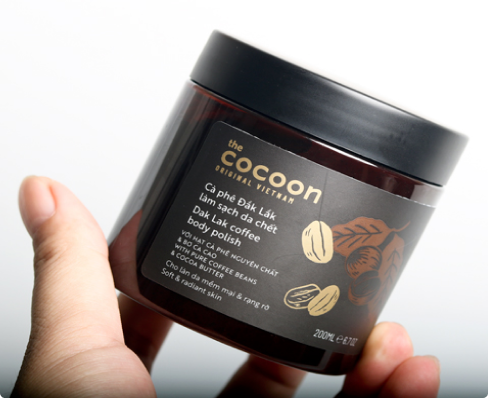 the
COCOON
ORIGINAL VIETNAM
Cà phê Đắk Lắk
làm sạch da chết
Dak Lak coffee
body polish
VỚI HẠT CÀ PHÊ NGUYÊN CHẤT
& BƠ CA CAO
WITH PURE COFFEE BEANS
& COCOA BUTTER
Cho làn da mềm mại & rạng rỡ
Soft & radiant skin
200ML ℮ 6.7 OZ